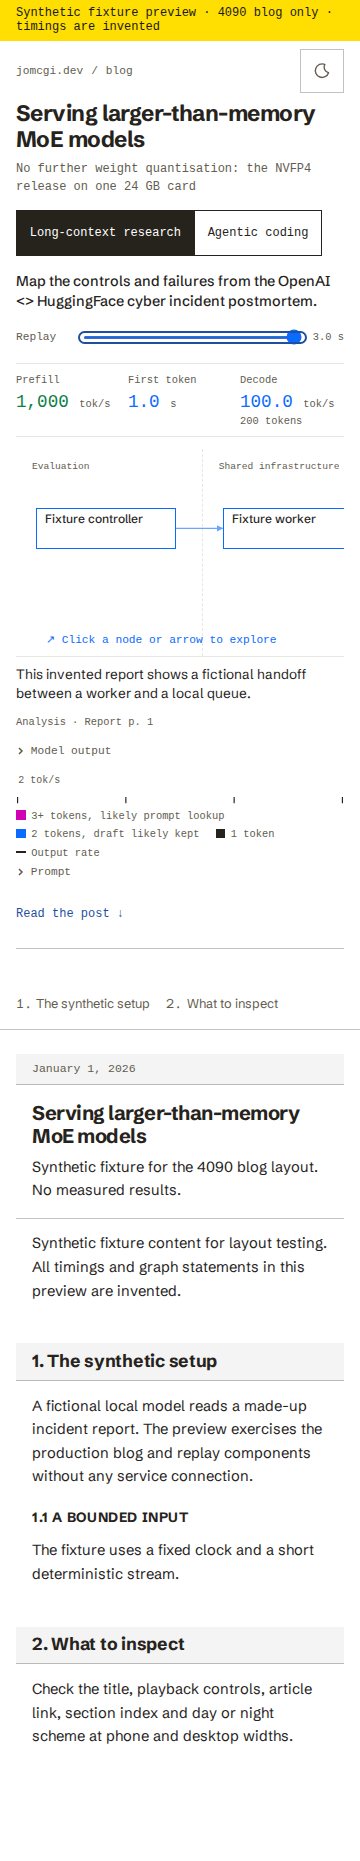 Synthetic fixture preview · 4090 blog only ·
timings are invented
jomcgi.dev / blog
Serving larger-than-memory
MoE models
No further weight quantisation: the NVFP4
release on one 24 GB card
Long-context research
Agentic coding
Map the controls and failures from the OpenAI
<> HuggingFace cyber incident postmortem.
Replay
3.0 s
Prefill
First token
Decode
1,000 tok/s
1.0 s
100.0 tok/s
200 tokens
Evaluation
Shared infrastructure
Fixture controller
Fixture worker
↗ Click a node or arrow to explore
This invented report shows a fictional handoff
between a worker and a local queue.
Analysis · Report p. 1
› Model output
2 tok/s
3+ tokens, likely prompt lookup
2 tokens, draft likely kept
1 token
Output rate
› Prompt
Read the post ↓
1. The synthetic setup
2. What to inspect
January 1, 2026
Serving larger-than-memory
MoE models
Synthetic fixture for the 4090 blog layout.
No measured results.
Synthetic fixture content for layout testing.
All timings and graph statements in this
preview are invented.
1. The synthetic setup
A fictional local model reads a made-up
incident report. The preview exercises the
production blog and replay components
without any service connection.
1.1 A BOUNDED INPUT
The fixture uses a fixed clock and a short
deterministic stream.
2. What to inspect
Check the title, playback controls, article
link, section index and day or night
scheme at phone and desktop widths.